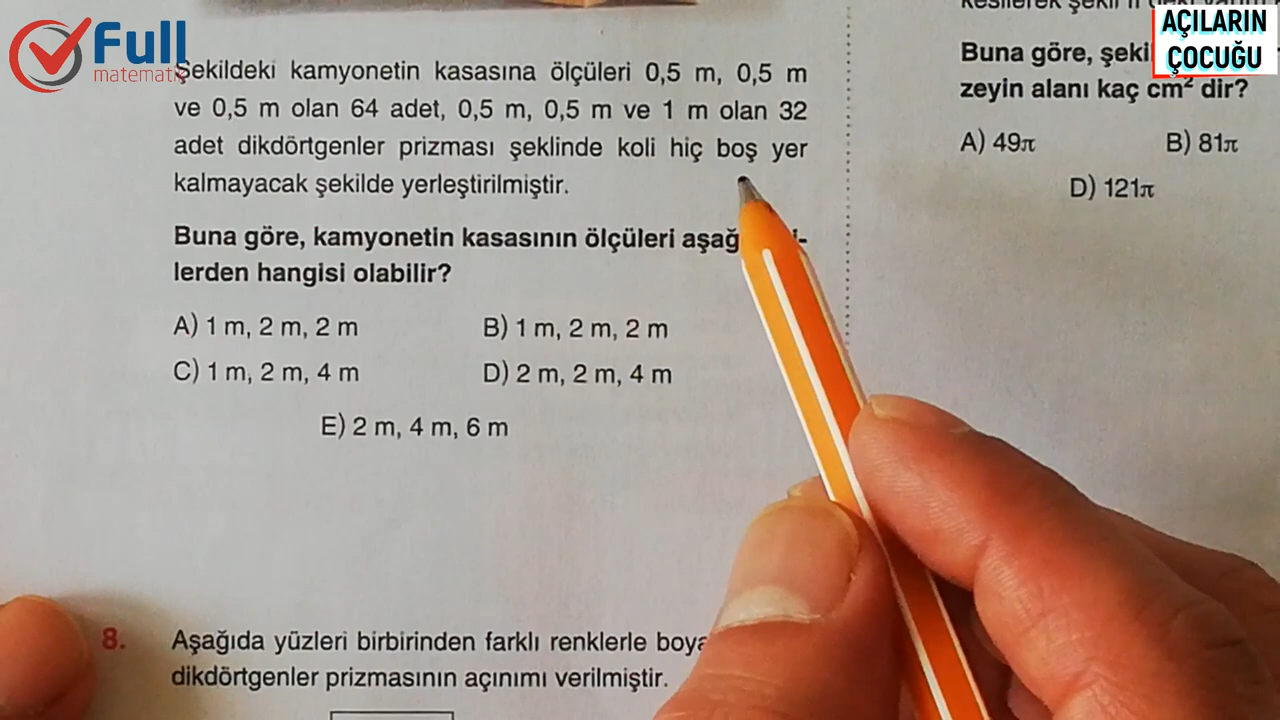 Full
matematik
AÇILARIN
ÇOCUĞU
Şekildeki kamyonetin kasasına ölçüleri 0,5 m, 0,5 m
ve 0,5 m olan 64 adet, 0,5 m, 0,5 m ve 1 m olan 32
adet dikdörtgenler prizması şeklinde koli hiç boş yer
kalmayacak şekilde yerleştirilmiştir.
Buna göre, kamyonetin kasasının ölçüleri
lerden hangisi olabilir?
A) 1 m, 2 m, 2 m
B) 1 m, 2 m, 2 m
C) 1 m, 2 m, 4 m
D) 2 m, 2 m, 4 m
E) 2 m, 4 m, 6 m
8. Aşağıda yüzleri birbirinden farklı renklerle
dikdörtgenler prizmasının açınımı verilmiştir.
kesilerek şekil II
Buna göre,
zeyin alanı kaç cm² dir?
A) 49π
B) 81π
D) 121π